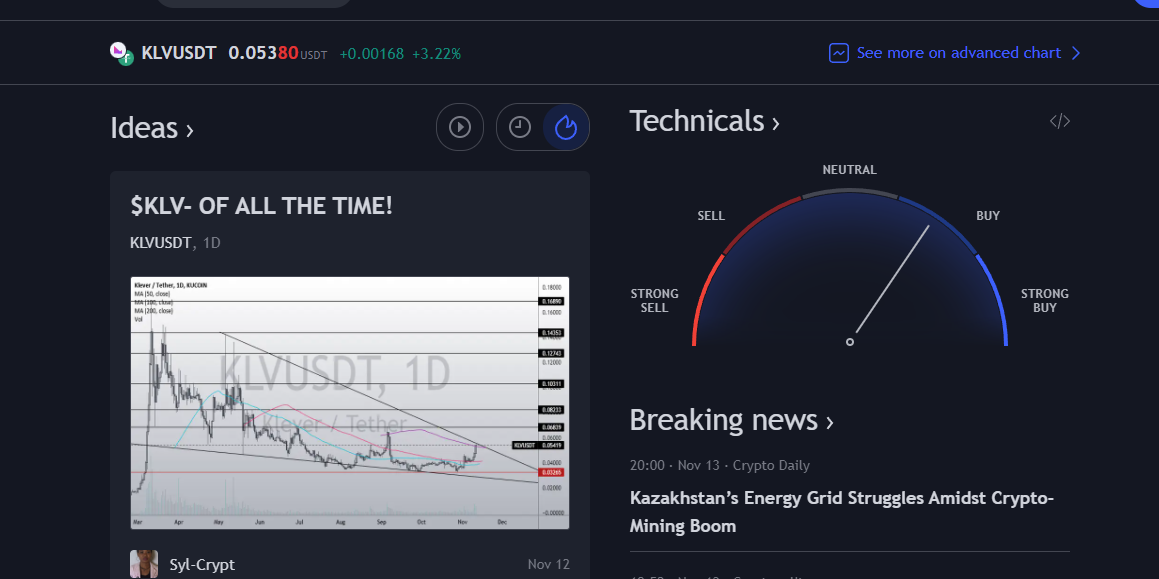 KLVUSDT 0.05380 USDT +0.00168 +3.22%
See more on advanced chart
Ideas ›
$KLV- OF ALL THE TIME!
KLVUSDT, 1D
Klever / Tether, 1D, KUCOIN
MA (50, close)
MA (100, close)
MA (200, close)
Vol
KLVUSDT, 1D
Klever / Tether
0.18000
0.16890
0.16000
0.14353
0.12743
0.12000
0.10311
0.08233
0.06839
0.06000
KLVUSDT 0.05419
0.04000
0.03265
0.02000
-0.00000
Mar Apr May Jun Jul Aug Sep Oct Nov Dec
Syl-Crypt
Nov 12
Technicals ›
</>
NEUTRAL
SELL
BUY
STRONG
SELL
STRONG
BUY
Breaking news ›
20:00 · Nov 13 · Crypto Daily
Kazakhstan’s Energy Grid Struggles Amidst Crypto-
Mining Boom